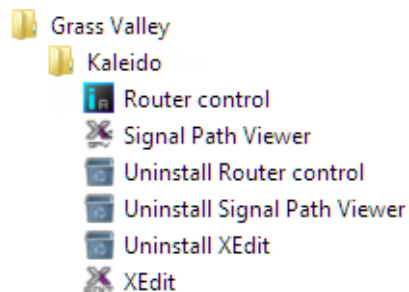 Grass Valley
Kaleido
Router control
Signal Path Viewer
Uninstall Router control
Uninstall Signal Path Viewer
Uninstall XEdit
XEdit